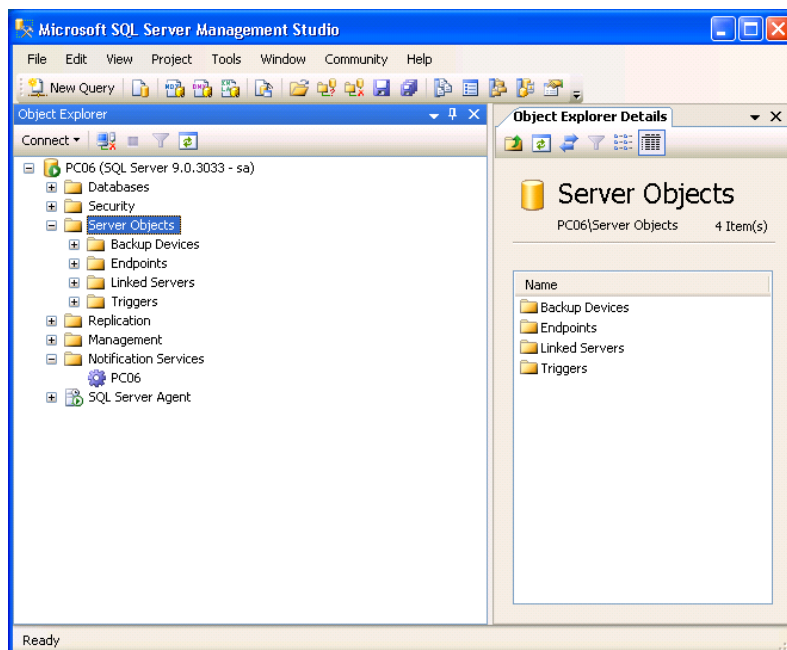 Microsoft SQL Server Management Studio
File Edit View Project Tools Window Community Help
New Query
Object Explorer
Connect
PC06 (SQL Server 9.0.3033 - sa)
Databases
Security
Server Objects
Backup Devices
Endpoints
Linked Servers
Triggers
Replication
Management
Notification Services
PC06
SQL Server Agent
Object Explorer Details
Server Objects
PC06\Server Objects 4 Item(s)
Name
Backup Devices
Endpoints
Linked Servers
Triggers
Ready